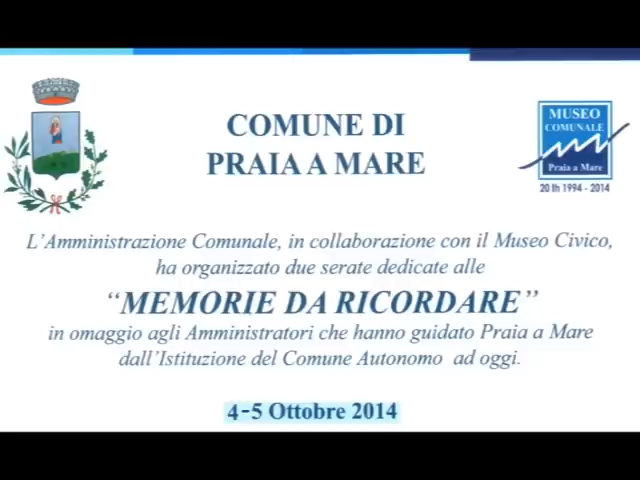 COMUNE DI
PRAIA A MARE
MUSEO
COMUNALE
Praia a Mare
20 th 1994 - 2014
L'Amministrazione Comunale, in collaborazione con il Museo Civico,
ha organizzato due serate dedicate alle
“MEMORIE DA RICORDARE”
in omaggio agli Amministratori che hanno guidato Praia a Mare
dall'Istituzione del Comune Autonomo ad oggi.
4-5 Ottobre 2014